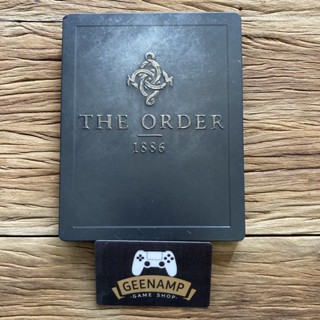 THE ORDER
1886
GEENAMP
GAME SHOP